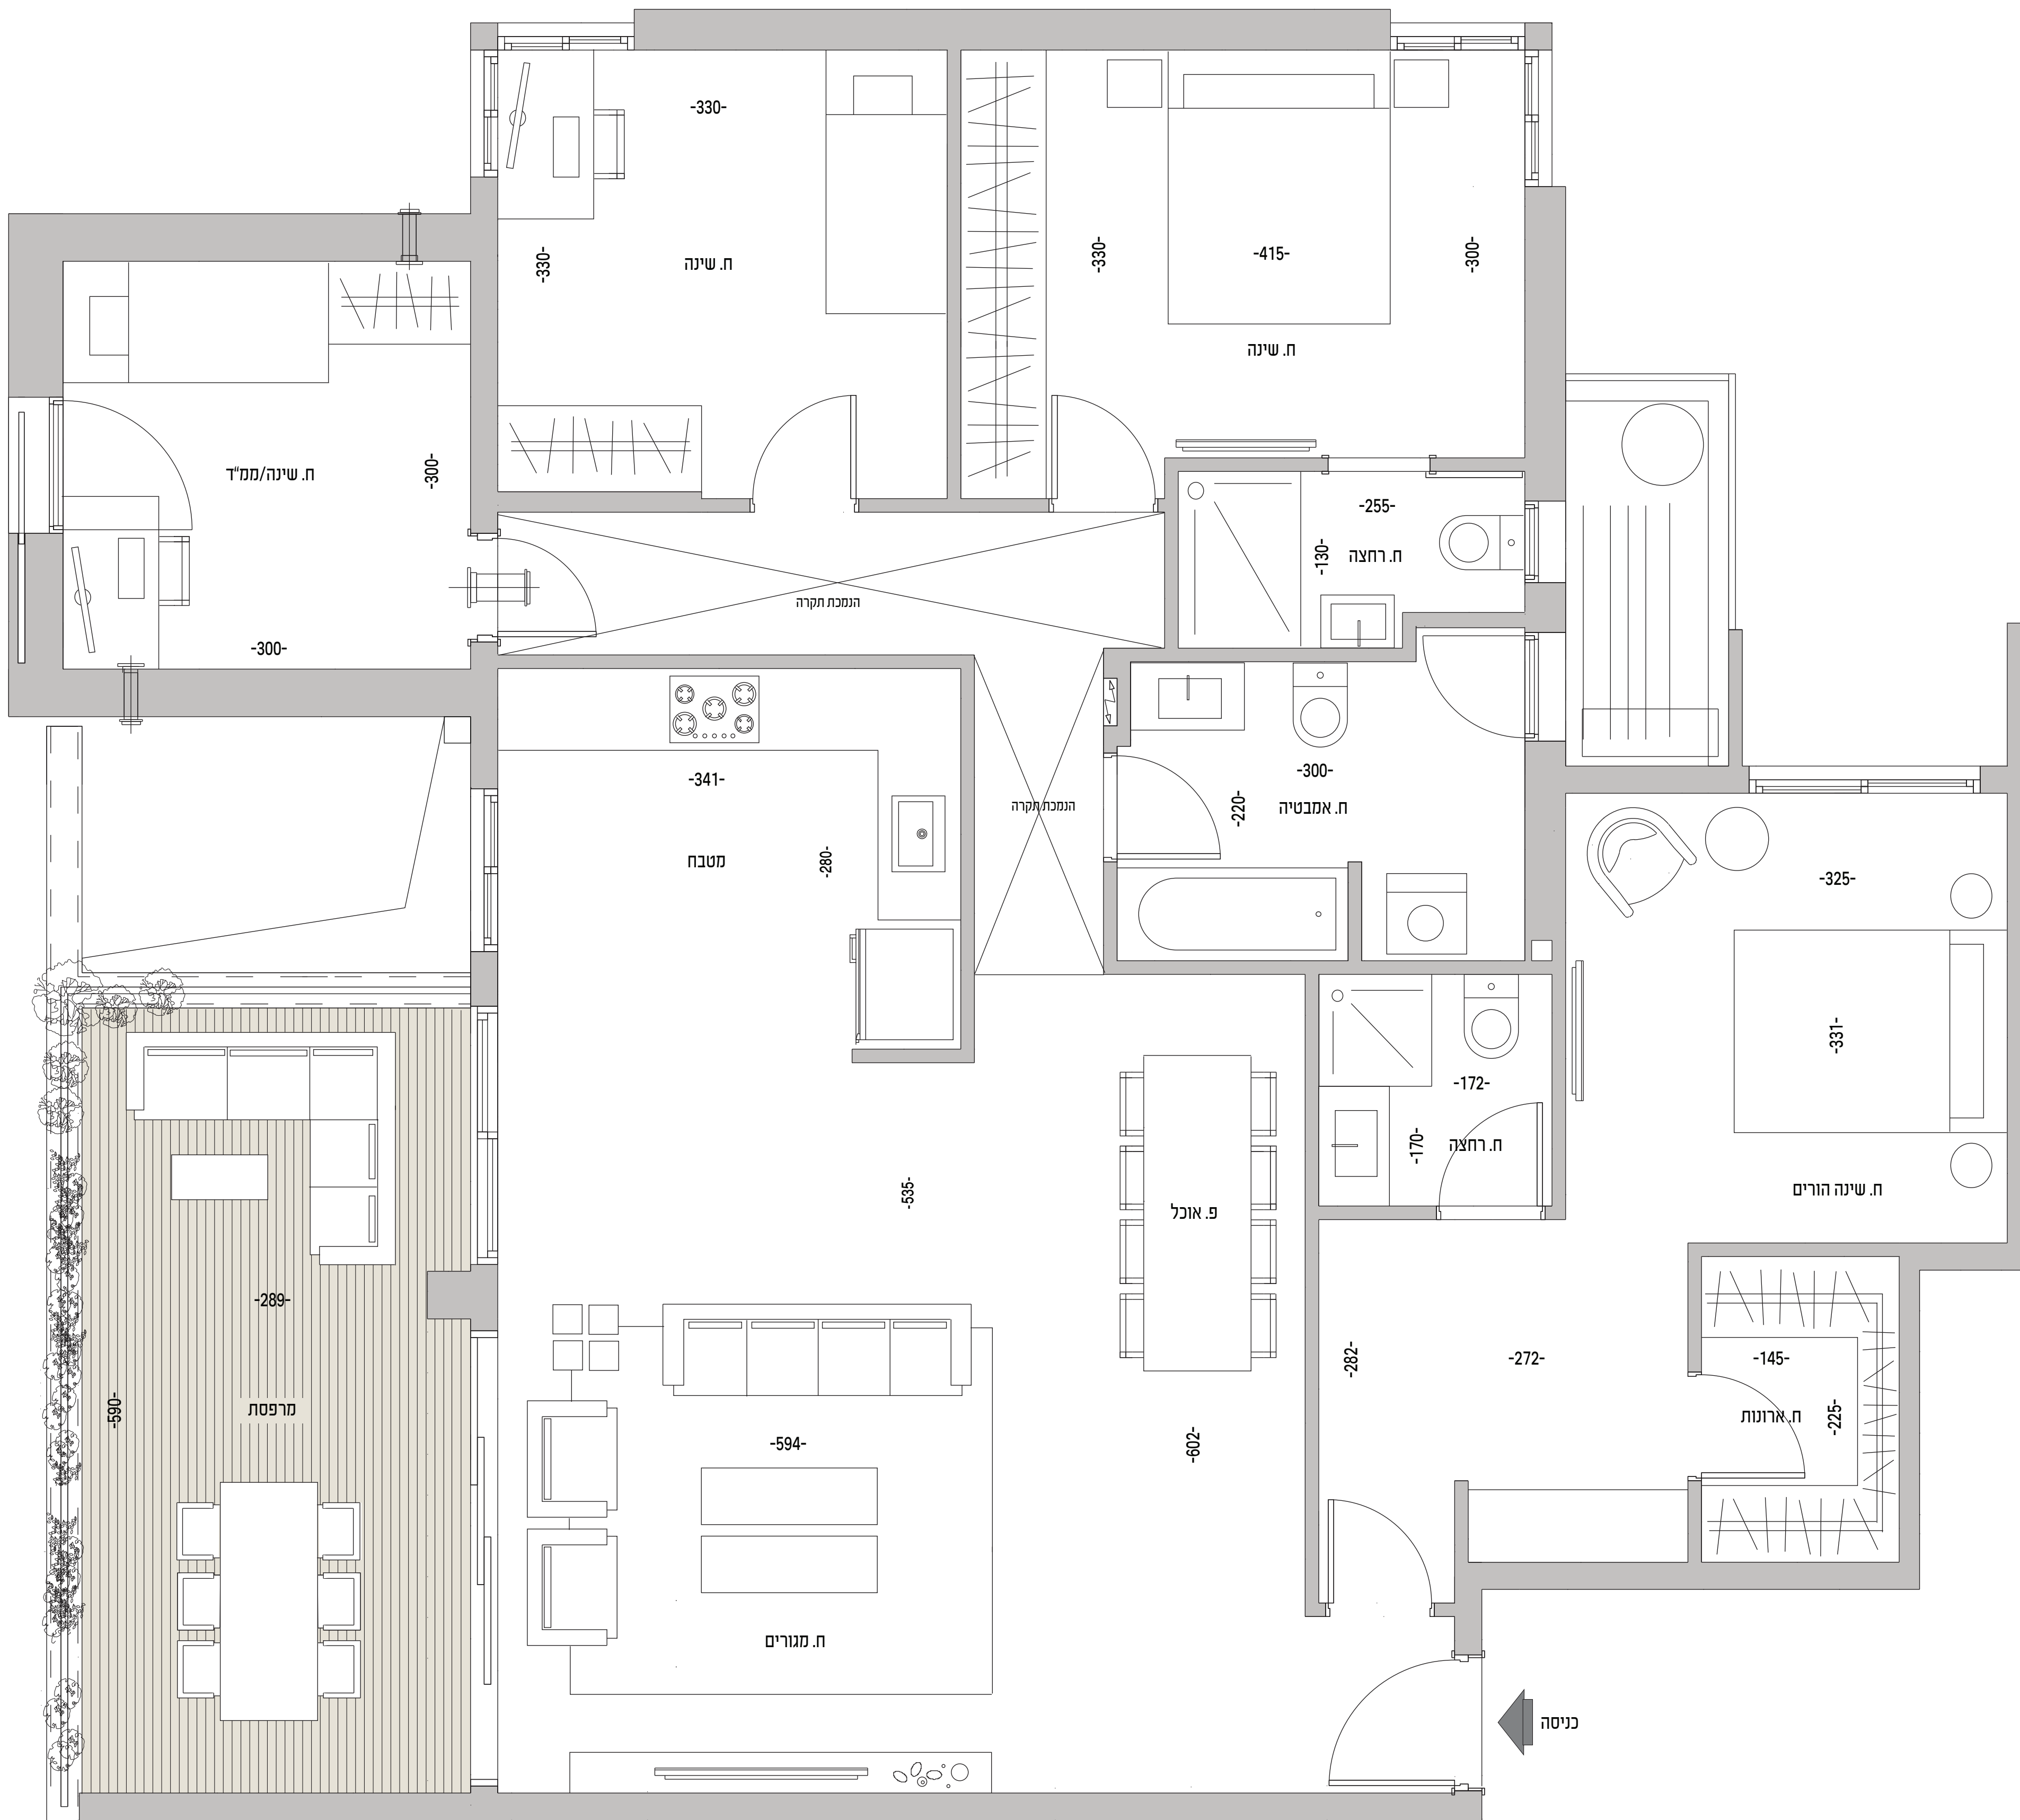 -330-
-330-
ח. שינה
-330-
-415-
-300-
ח. שינה
ח. שינה/ממ"ד
-300-
-300-
-255-
-130-
ח. רחצה
הנמכת תקרה
-341-
מטבח
-280-
הנמכת תקרה
-300-
-220-
ח. אמבטיה
-325-
-331-
ח. שינה הורים
-172-
-170-
ח. רחצה
-535-
פ. אוכל
-289-
-590-
מרפסת
-594-
-602-
-282-
-272-
-145-
ח. ארונות
-225-
ח. מגורים
כניסה